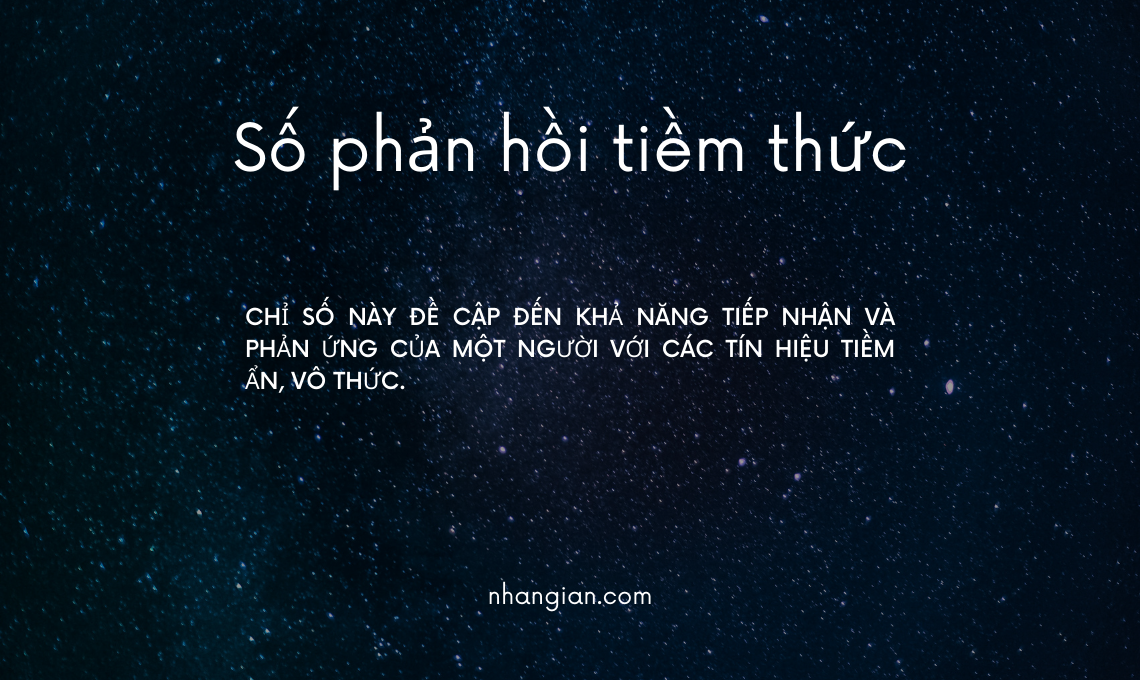 Số phản hồi tiềm thức
CHỈ SỐ NÀY ĐỀ CẬP ĐẾN KHẢ NĂNG TIẾP NHẬN VÀ
PHẢN ỨNG CỦA MỘT NGƯỜI VỚI CÁC TÍN HIỆU TIỀM
ẨN, VÔ THỨC.
nhangian.com